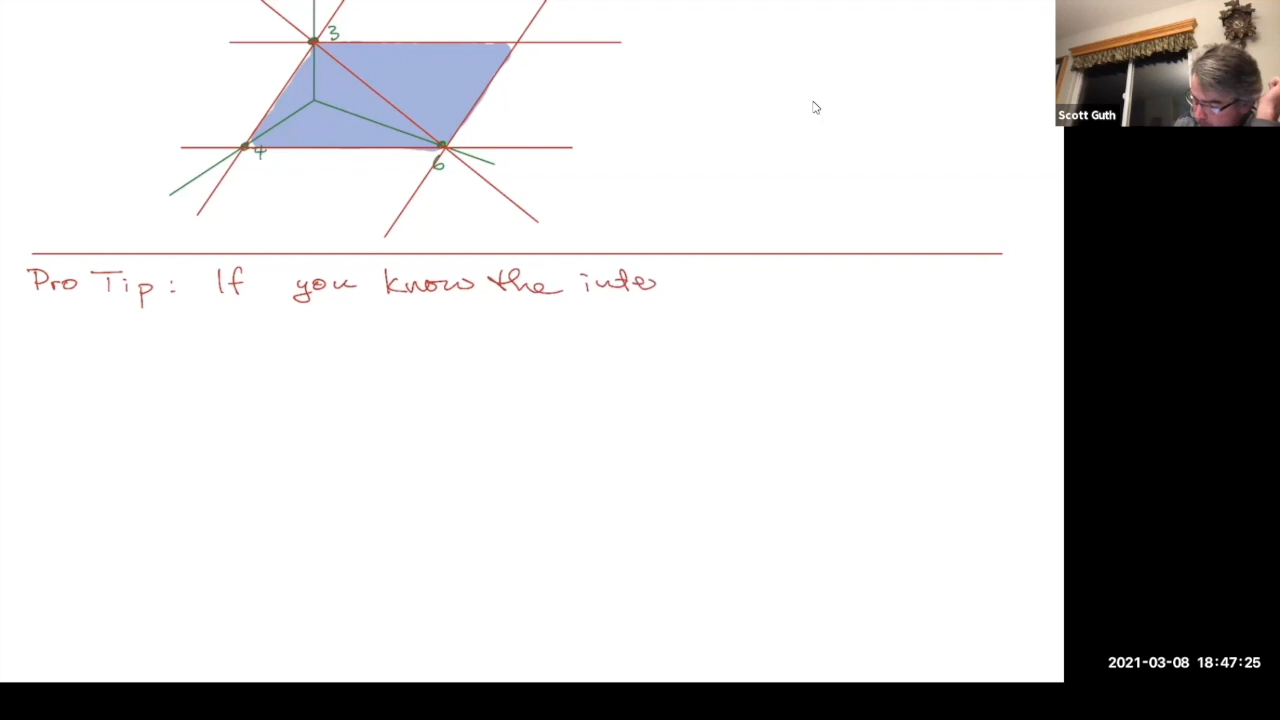 3
Scott Guth
4
6
Pro Tip: If you know the inte
2021-03-08 18:47:25